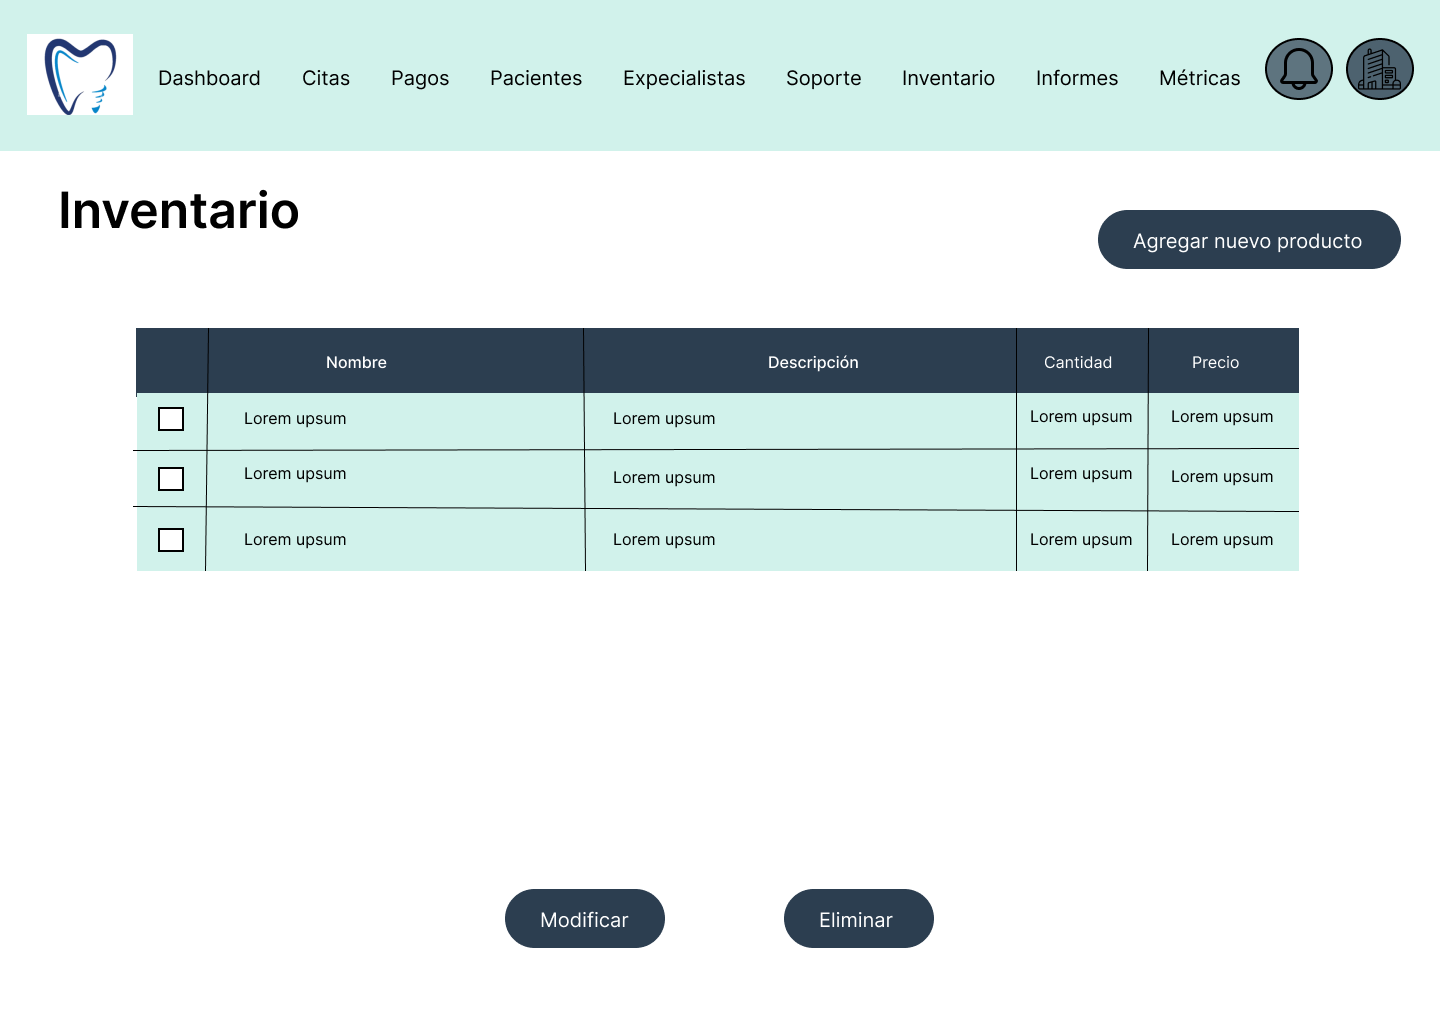 Dashboard Citas Pagos Pacientes Expecialistas Soporte Inventario Informes Métricas
Inventario
Agregar nuevo producto
Nombre Descripción Cantidad Precio
Lorem upsum Lorem upsum Lorem upsum Lorem upsum
Lorem upsum Lorem upsum Lorem upsum Lorem upsum
Lorem upsum Lorem upsum Lorem upsum Lorem upsum
Modificar Eliminar